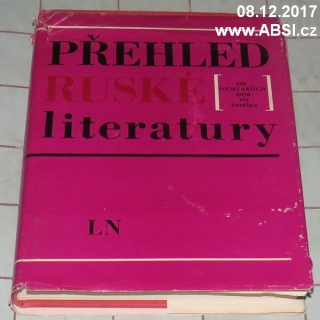 08.12.2017
www.ABSI.cz
PŘEHLED
RUSKÉ
[OD
NEJSTARŠÍCH
DOB
PO
DNEŠEK]
literatury
LN